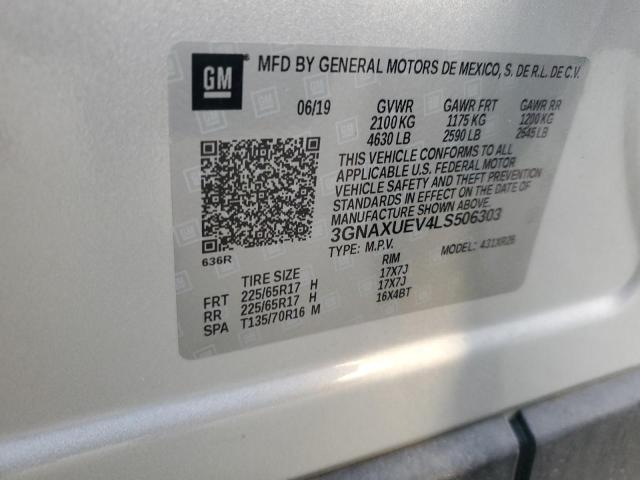 GM
MFD BY GENERAL MOTORS DE MEXICO, S. DE R.L. DE C.V.
06/19 GVWR GAWR FRT GAWR RR
2100 KG 1175 KG 1200 KG
4630 LB 2590 LB 2645 LB
THIS VEHICLE CONFORMS TO ALL
APPLICABLE U.S. FEDERAL MOTOR
VEHICLE SAFETY AND THEFT PREVENTION
STANDARDS IN EFFECT ON THE DATE OF
MANUFACTURE SHOWN ABOVE.
3GNAXUEV4LS506303
TYPE: M.P.V. MODEL: 431XR26
636R
TIRE SIZE RIM
FRT 225/65R17 H 17X7J
RR 225/65R17 H 17X7J
SPA T135/70R16 M 16X4BT